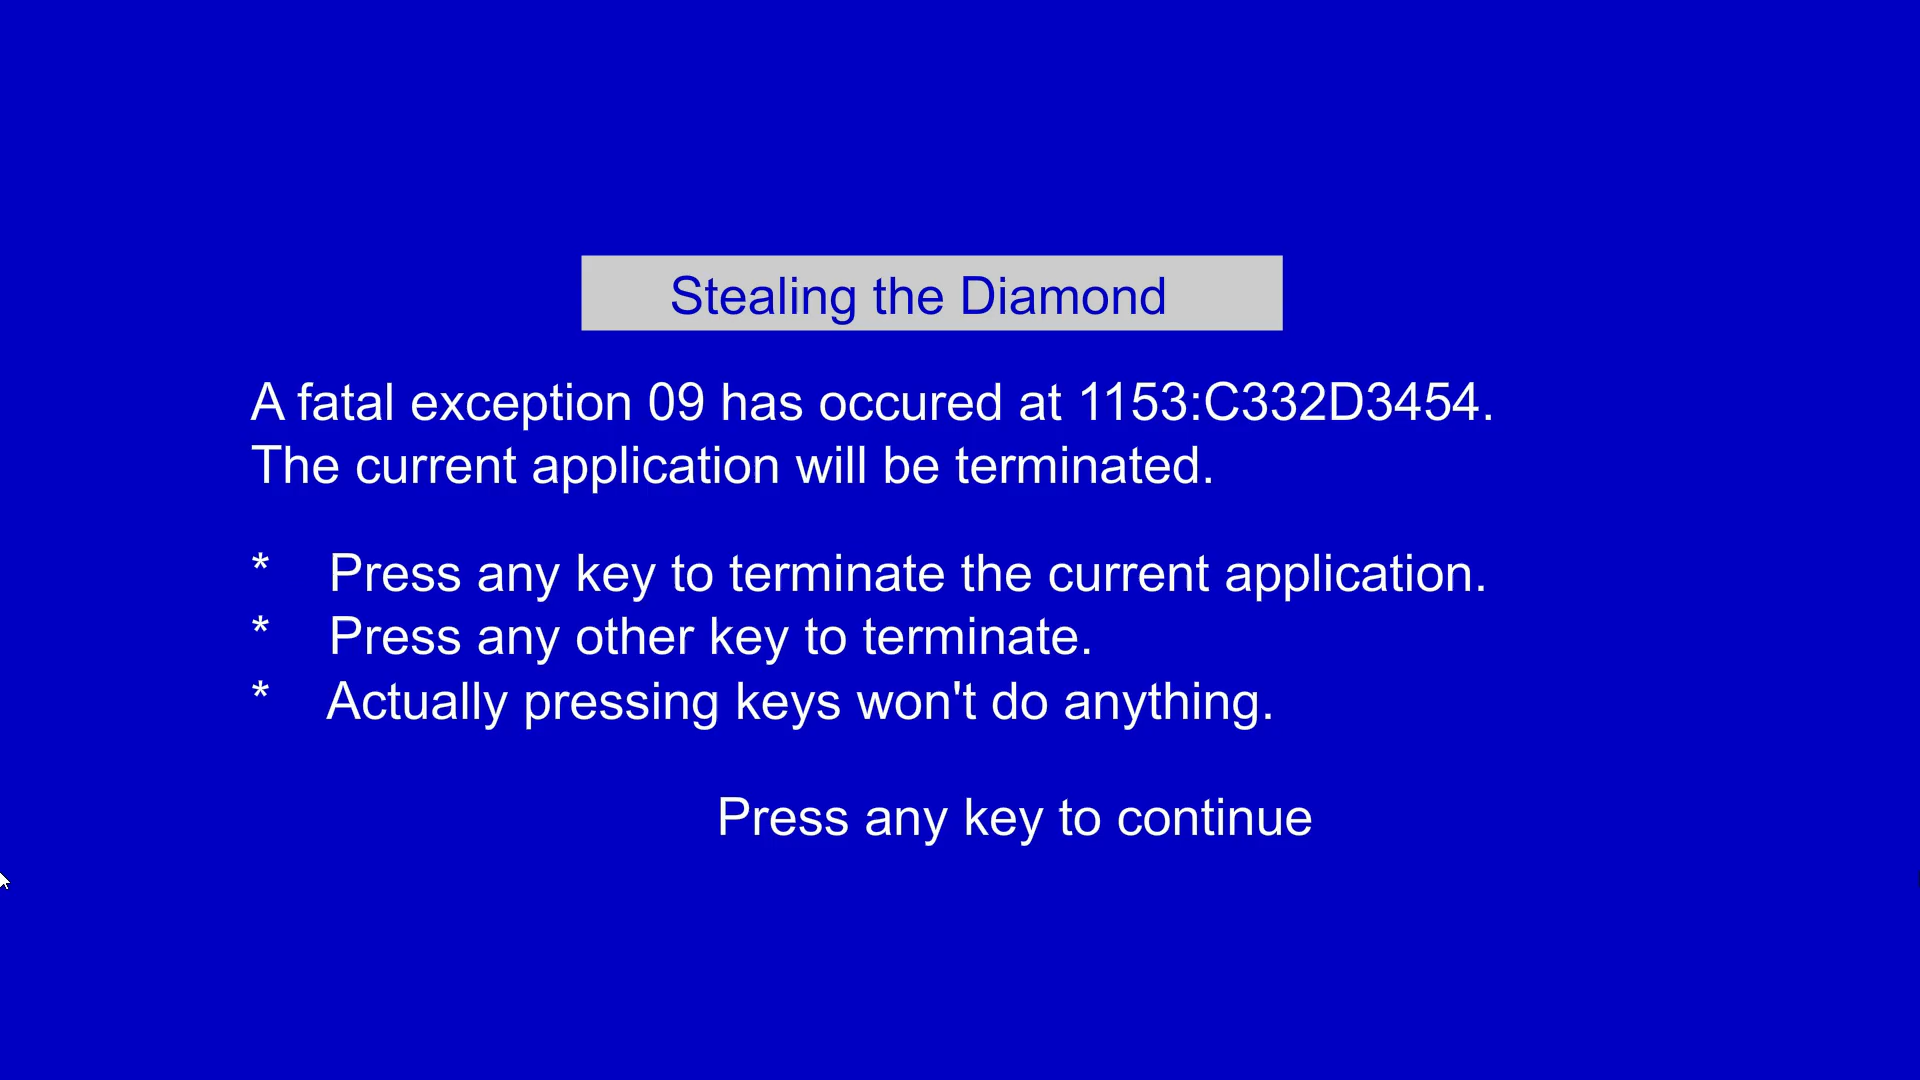 Stealing the Diamond
A fatal exception 09 has occured at 1153:C332D3454.
The current application will be terminated.
* Press any key to terminate the current application.
* Press any other key to terminate.
* Actually pressing keys won't do anything.
Press any key to continue